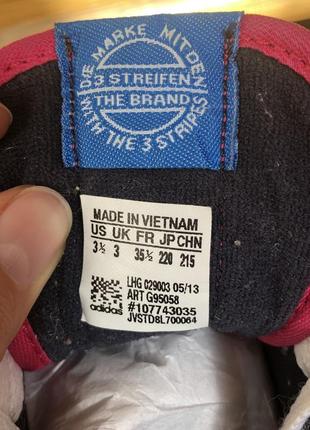 DIE MARKE MIT DEN
3 STREIFEN
THE BRAND
WITH THE 3 STRIPES
MADE IN VIETNAM
US UK FR JP CHN
3½ 3 35½ 220 215
LHG 029003 05/13
ART G95058
#107743035
JVSTD8L700064
adidas